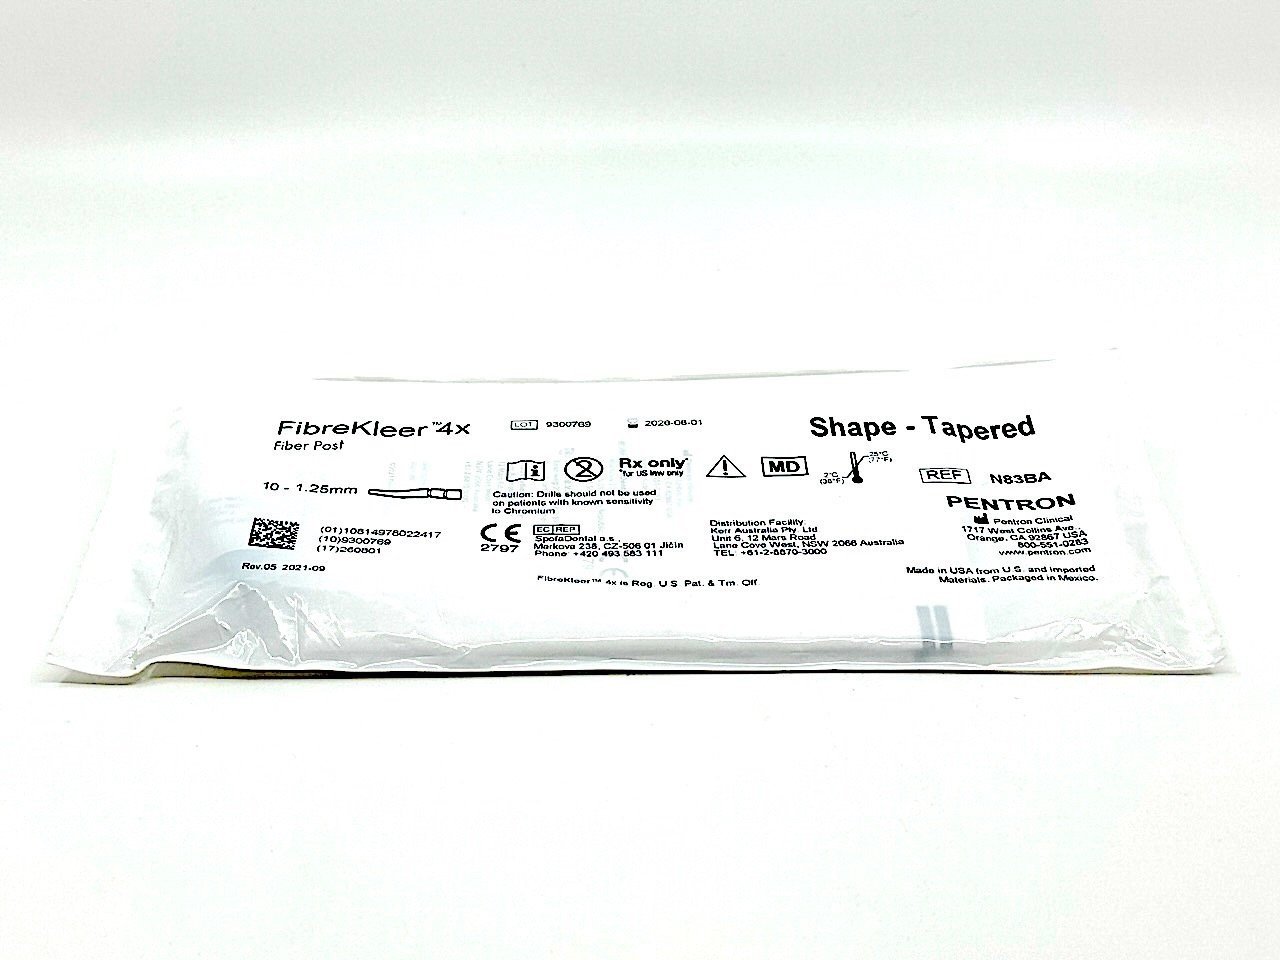 FibreKleer™4x
Fiber Post
LOT 9300769
2026-08-01
Shape - Tapered
10 - 1.25mm
Rx only*
*for US law only
MD
2°C
(36°F)
25°C
(77°F)
REF N83BA
Caution: Drills should not be used
on patients with known sensitivity
to Chromium
(01)10614976022417
(10)9300769
(17)260801
Rev.05 2021-09
CE
2797
EC REP
SpofaDental a.s.
Markova 238, CZ-506 01 Jičín
Phone: +420 493 583 111
Distribution Facility
Kerr Australia Pty. Ltd
Unit 6, 12 Mars Road
Lane Cove West, NSW 2066 Australia
TEL +61-2-8870-3000
PENTRON
Pentron Clinical
1717 West Collins Ave.,
Orange, CA 92867 USA
800-551-0283
www.pentron.com
FibreKleer™ 4x is Reg. U.S. Pat. & Tm. Off.
Made in USA from U.S. and Imported
Materials. Packaged in Mexico.